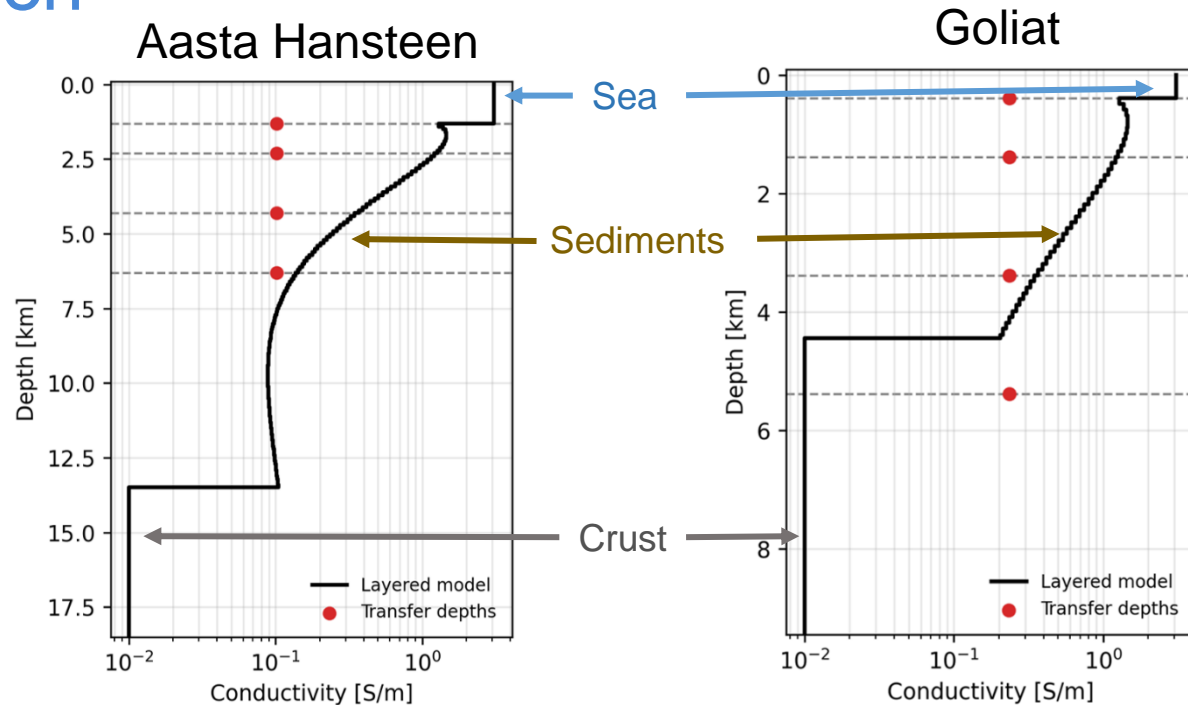 Aasta Hansteen
Goliat
Sea
Sediments
Crust
0.0
2.5
5.0
7.5
10.0
12.5
15.0
17.5
Depth [km]
Layered model
Transfer depths
10⁻²
10⁻¹
10⁰
Conductivity [S/m]
0
2
4
6
8
Depth [km]
Layered model
Transfer depths
10⁻²
10⁻¹
10⁰
Conductivity [S/m]